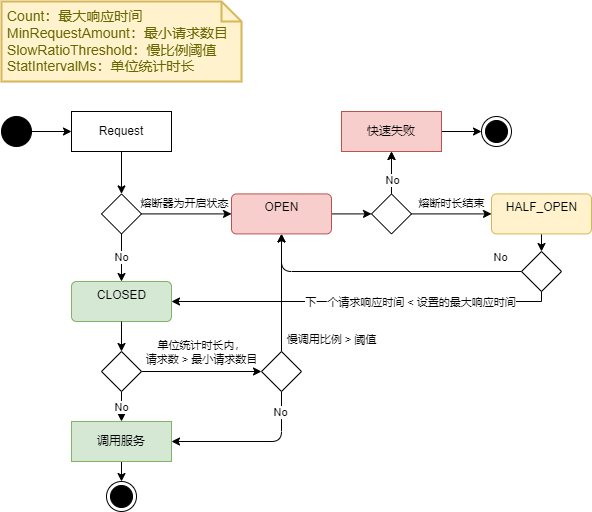 Count：最大响应时间
MinRequestAmount：最小请求数目
SlowRatioThreshold：慢比例阈值
StatIntervalMs：单位统计时长
Request
快速失败
No
熔断器为开启状态
OPEN
熔断时长结束
HALF_OPEN
No
No
CLOSED
下一个请求响应时间 < 设置的最大响应时间
单位统计时长内，
请求数 > 最小请求数目
慢调用比例 > 阈值
No
No
调用服务